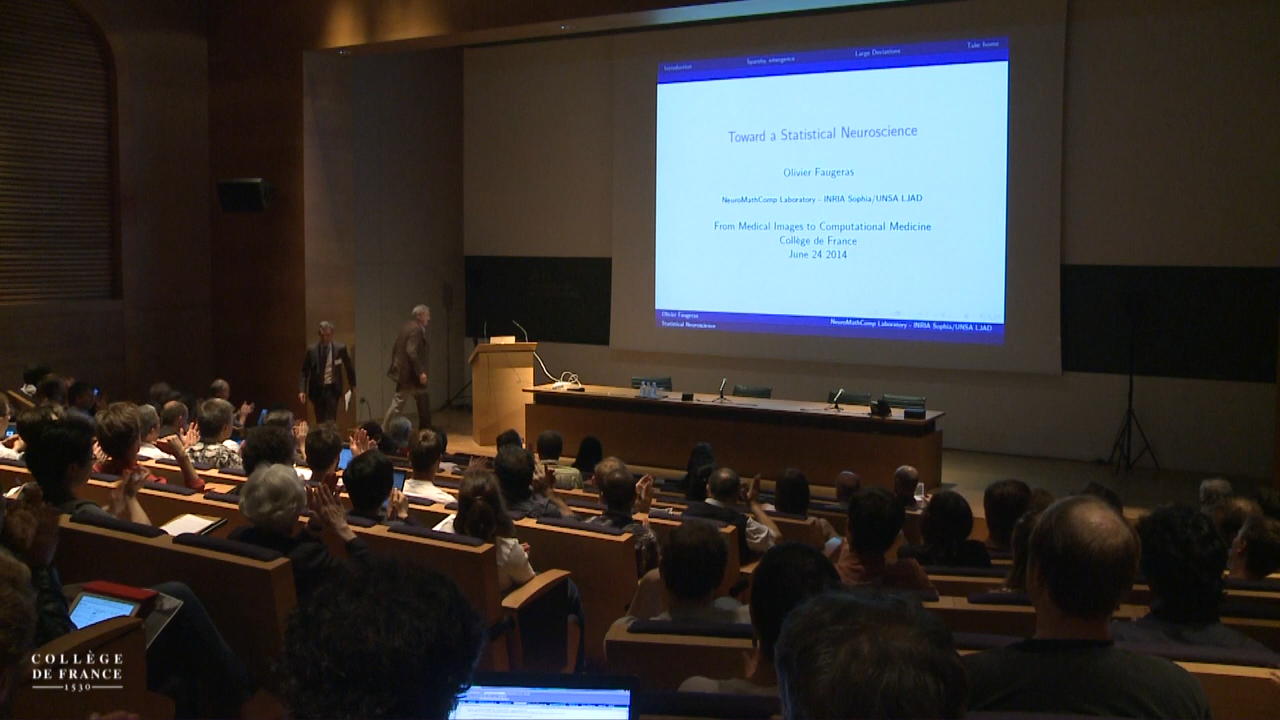 Introduction
Sparsity, emergence
Large Deviations
Take home
Toward a Statistical Neuroscience
Olivier Faugeras
NeuroMathComp Laboratory - INRIA Sophia/UNSA LJAD
From Medical Images to Computational Medicine
Collège de France
June 24 2014
Olivier Faugeras
Statistical Neuroscience
NeuroMathComp Laboratory - INRIA Sophia/UNSA LJAD
COLLÈGE
DE FRANCE
1530